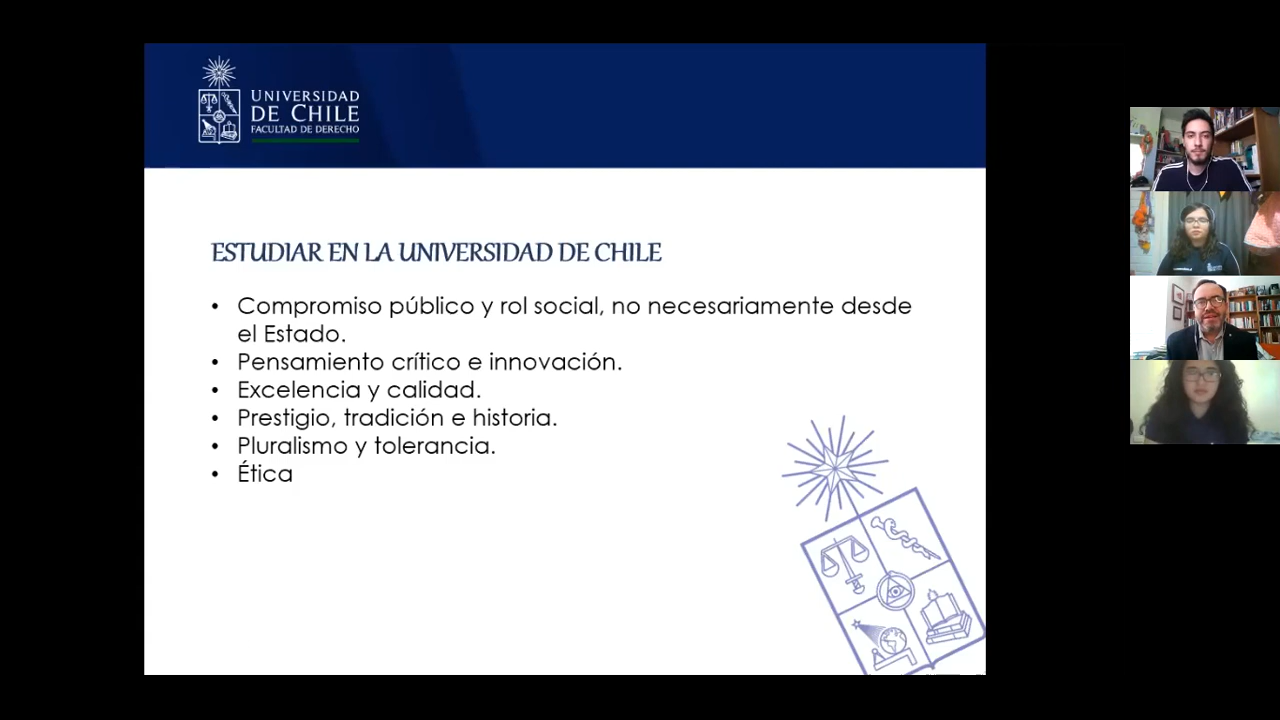 UNIVERSIDAD
DE CHILE
FACULTAD DE DERECHO
ESTUDIAR EN LA UNIVERSIDAD DE CHILE
• Compromiso público y rol social, no necesariamente desde
el Estado.
• Pensamiento crítico e innovación.
• Excelencia y calidad.
• Prestigio, tradición e historia.
• Pluralismo y tolerancia.
• Ética